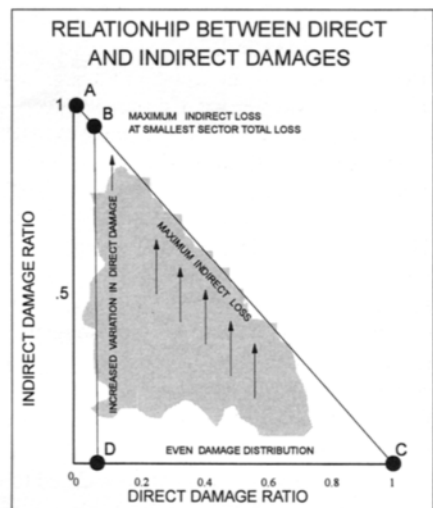 RELATIONHIP BETWEEN DIRECT
AND INDIRECT DAMAGES
A
1
B
MAXIMUM INDIRECT LOSS
AT SMALLEST SECTOR TOTAL LOSS
INCREASED VARIATION IN DIRECT DAMAGE
MAXIMUM INDIRECT LOSS
.5
INDIRECT DAMAGE RATIO
D
EVEN DAMAGE DISTRIBUTION
C
0
0 0.2 0.4 0.6 0.8 1
DIRECT DAMAGE RATIO